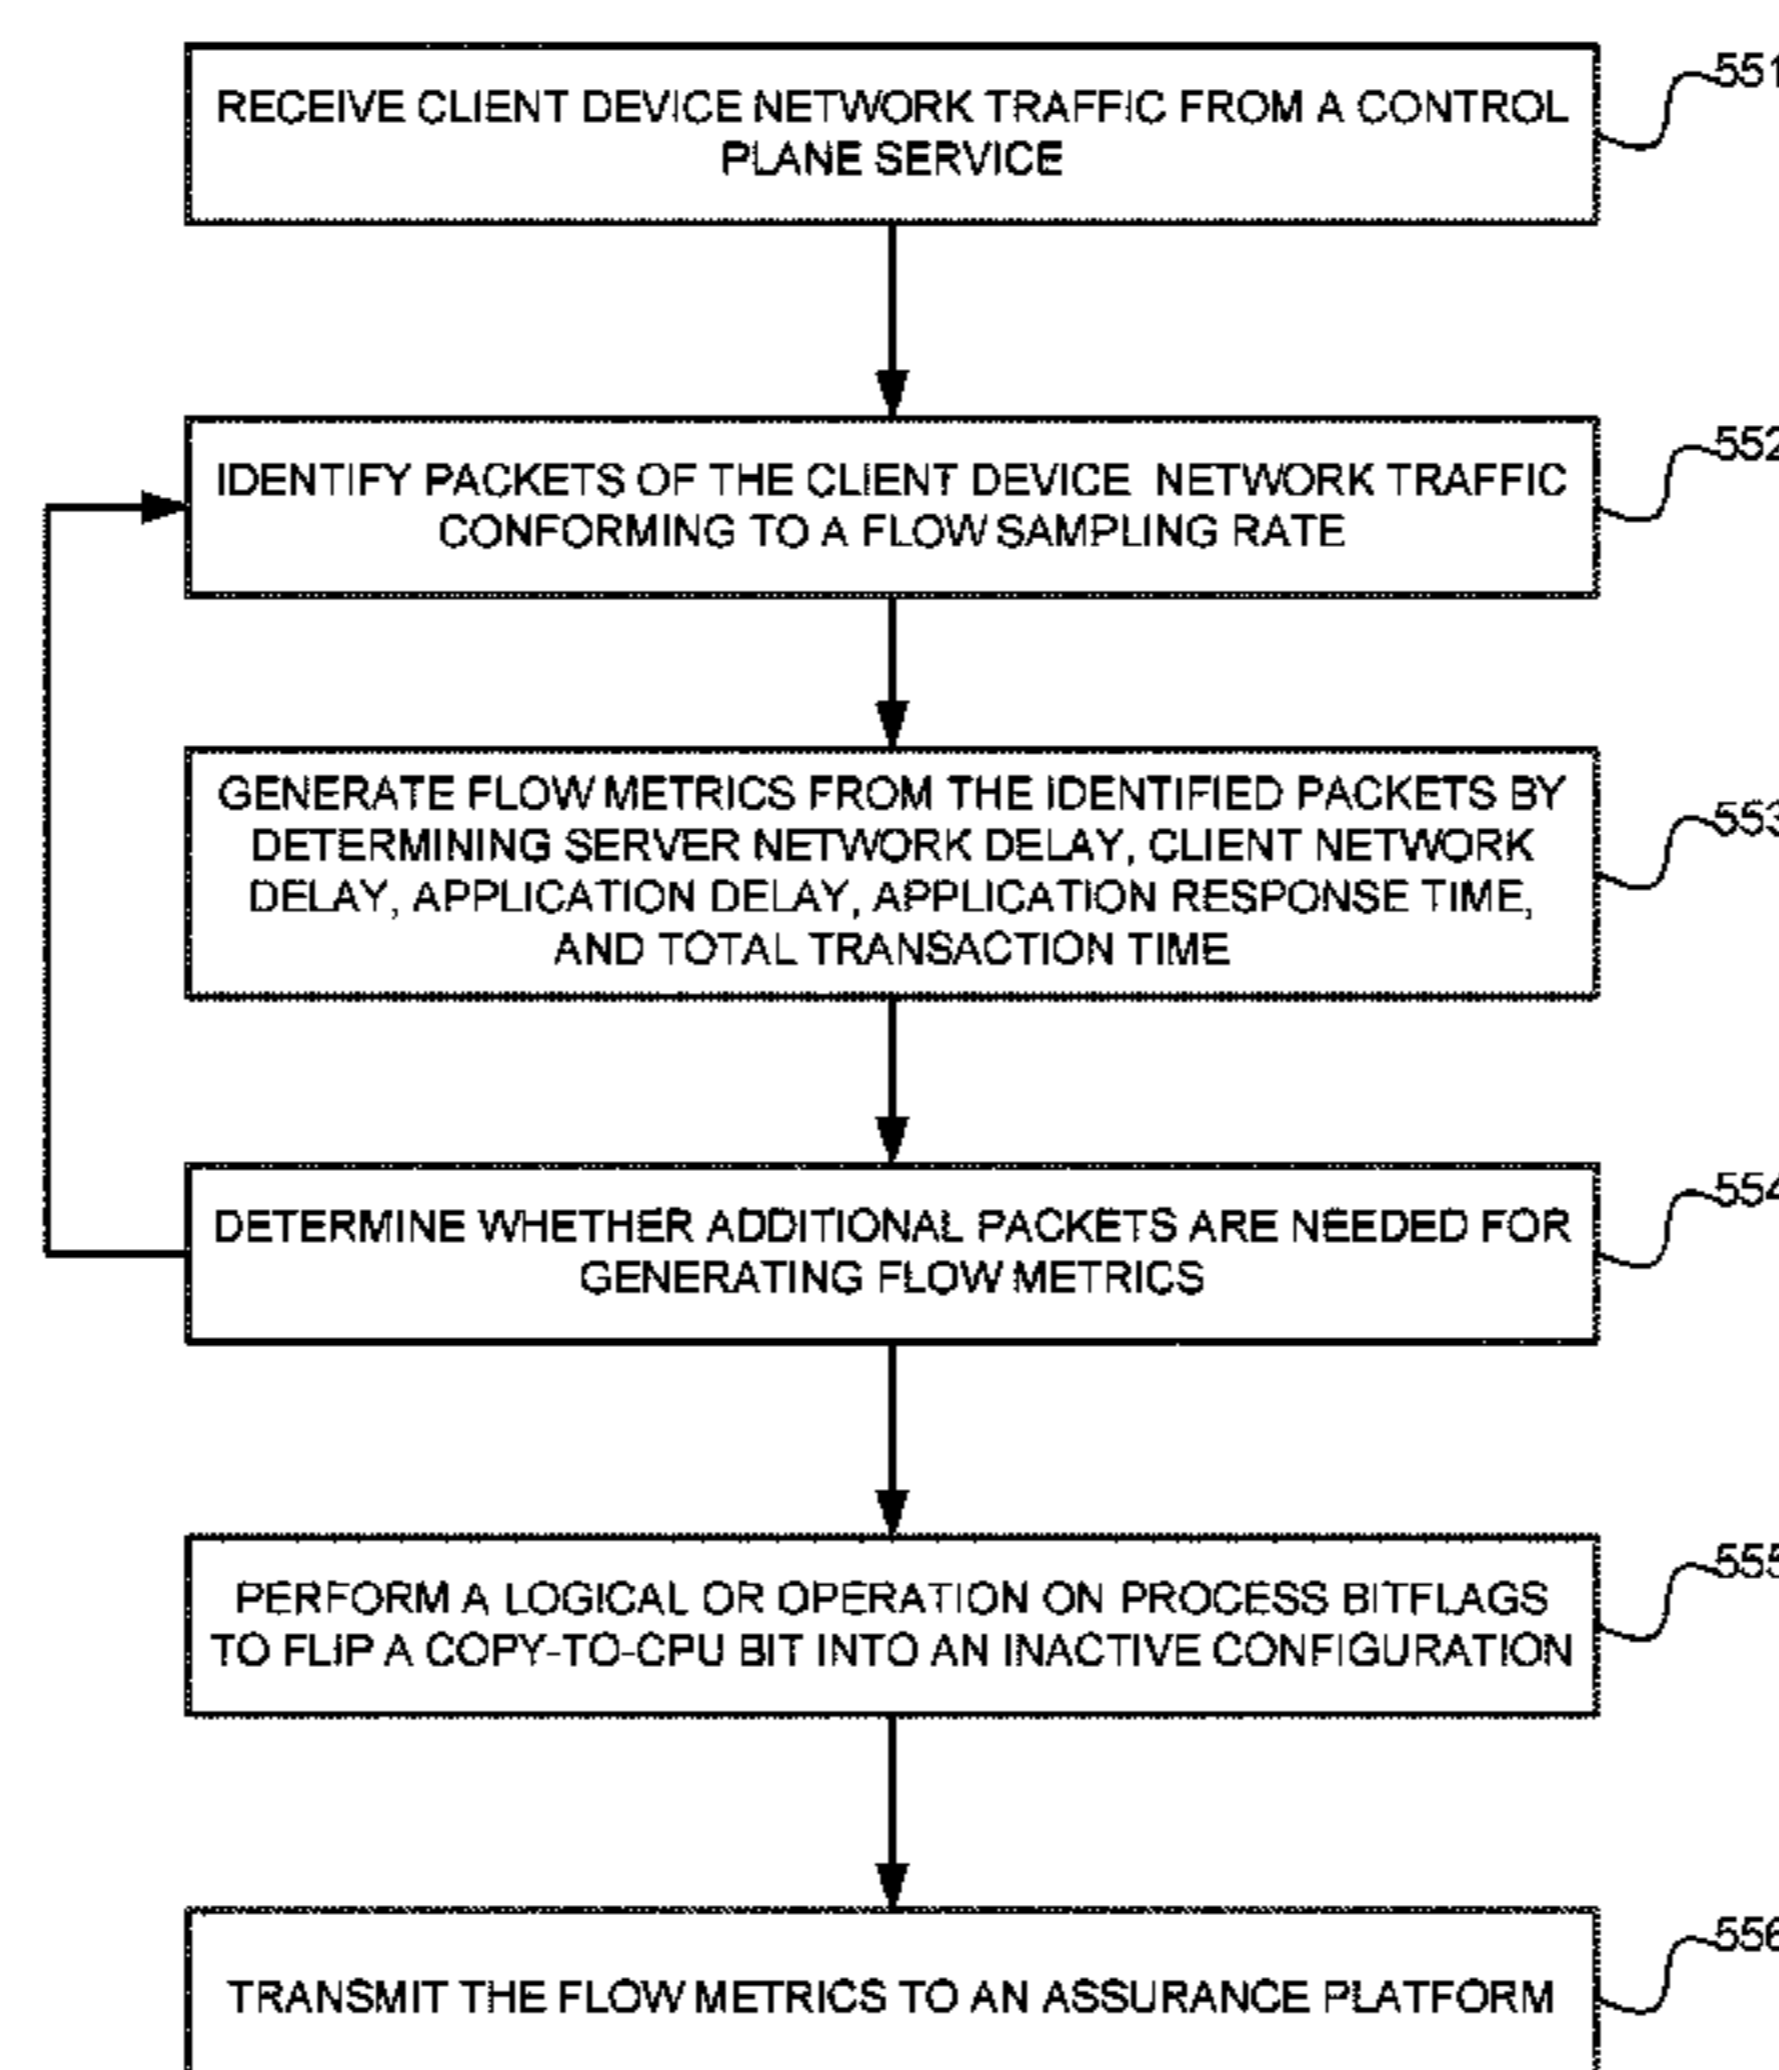 RECEIVE CLIENT DEVICE NETWORK TRAFFIC FROM A CONTROL
PLANE SERVICE
551
IDENTIFY PACKETS OF THE CLIENT DEVICE NETWORK TRAFFIC
CONFORMING TO A FLOW SAMPLING RATE
552
GENERATE FLOW METRICS FROM THE IDENTIFIED PACKETS BY
DETERMINING SERVER NETWORK DELAY, CLIENT NETWORK
DELAY, APPLICATION DELAY, APPLICATION RESPONSE TIME,
AND TOTAL TRANSACTION TIME
553
DETERMINE WHETHER ADDITIONAL PACKETS ARE NEEDED FOR
GENERATING FLOW METRICS
554
PERFORM A LOGICAL OR OPERATION ON PROCESS BITFLAGS
TO FLIP A COPY-TO-CPU BIT INTO AN INACTIVE CONFIGURATION
555
TRANSMIT THE FLOW METRICS TO AN ASSURANCE PLATFORM
556